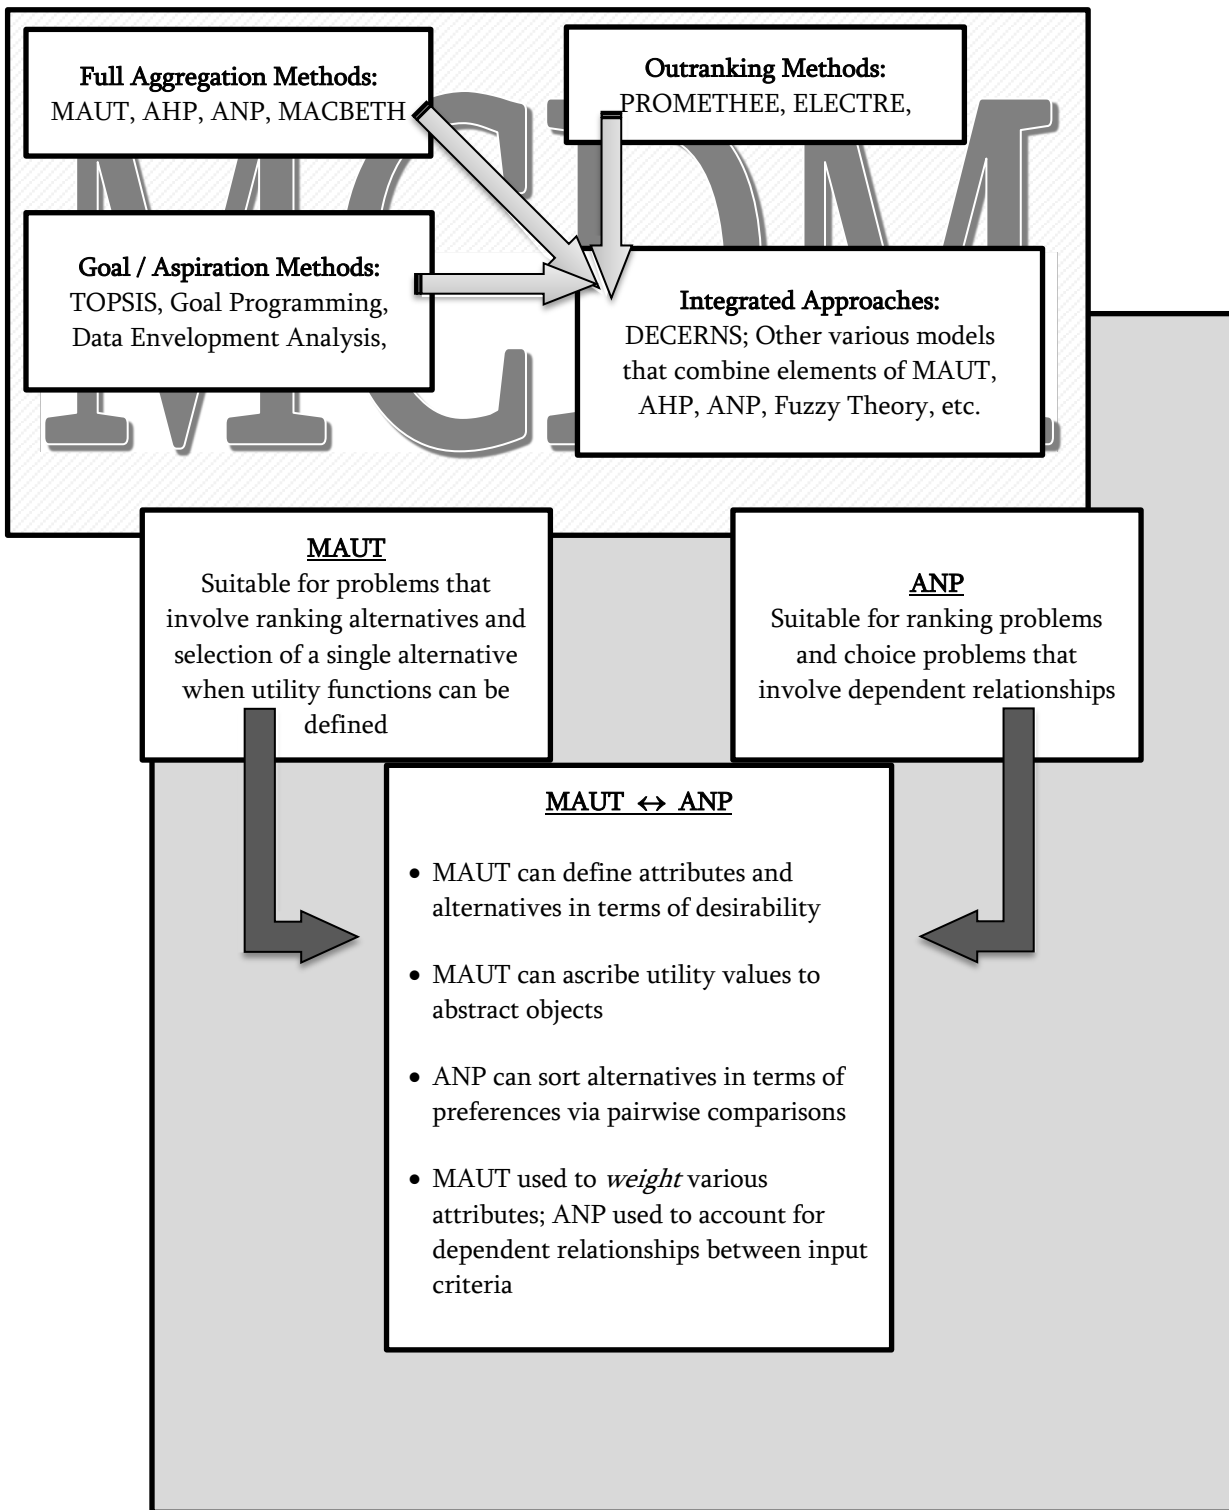 Full Aggregation Methods:
MAUT, AHP, ANP, MACBETH
Outranking Methods:
PROMETHEE, ELECTRE,
Goal / Aspiration Methods:
TOPSIS, Goal Programming,
Data Envelopment Analysis,
Integrated Approaches:
DECERNS; Other various models
that combine elements of MAUT,
AHP, ANP, Fuzzy Theory, etc.
MCDM
MAUT
Suitable for problems that
involve ranking alternatives and
selection of a single alternative
when utility functions can be
defined
ANP
Suitable for ranking problems
and choice problems that
involve dependent relationships
MAUT ↔ ANP
• MAUT can define attributes and
alternatives in terms of desirability
• MAUT can ascribe utility values to
abstract objects
• ANP can sort alternatives in terms of
preferences via pairwise comparisons
• MAUT used to weight various
attributes; ANP used to account for
dependent relationships between input
criteria